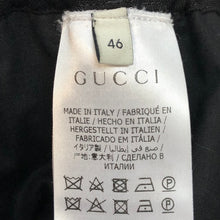 46
GUCCI
MADE IN ITALY / FABRIQUÉ EN
ITALIE / HECHO EN ITALIA /
HERGESTELLT IN ITALIEN /
FABRICADO EM ITÁLIA /
イタリア製 / صنع في إيطاليا /
产地:意大利 / СДЕЛАНО В
ИТАЛИИ